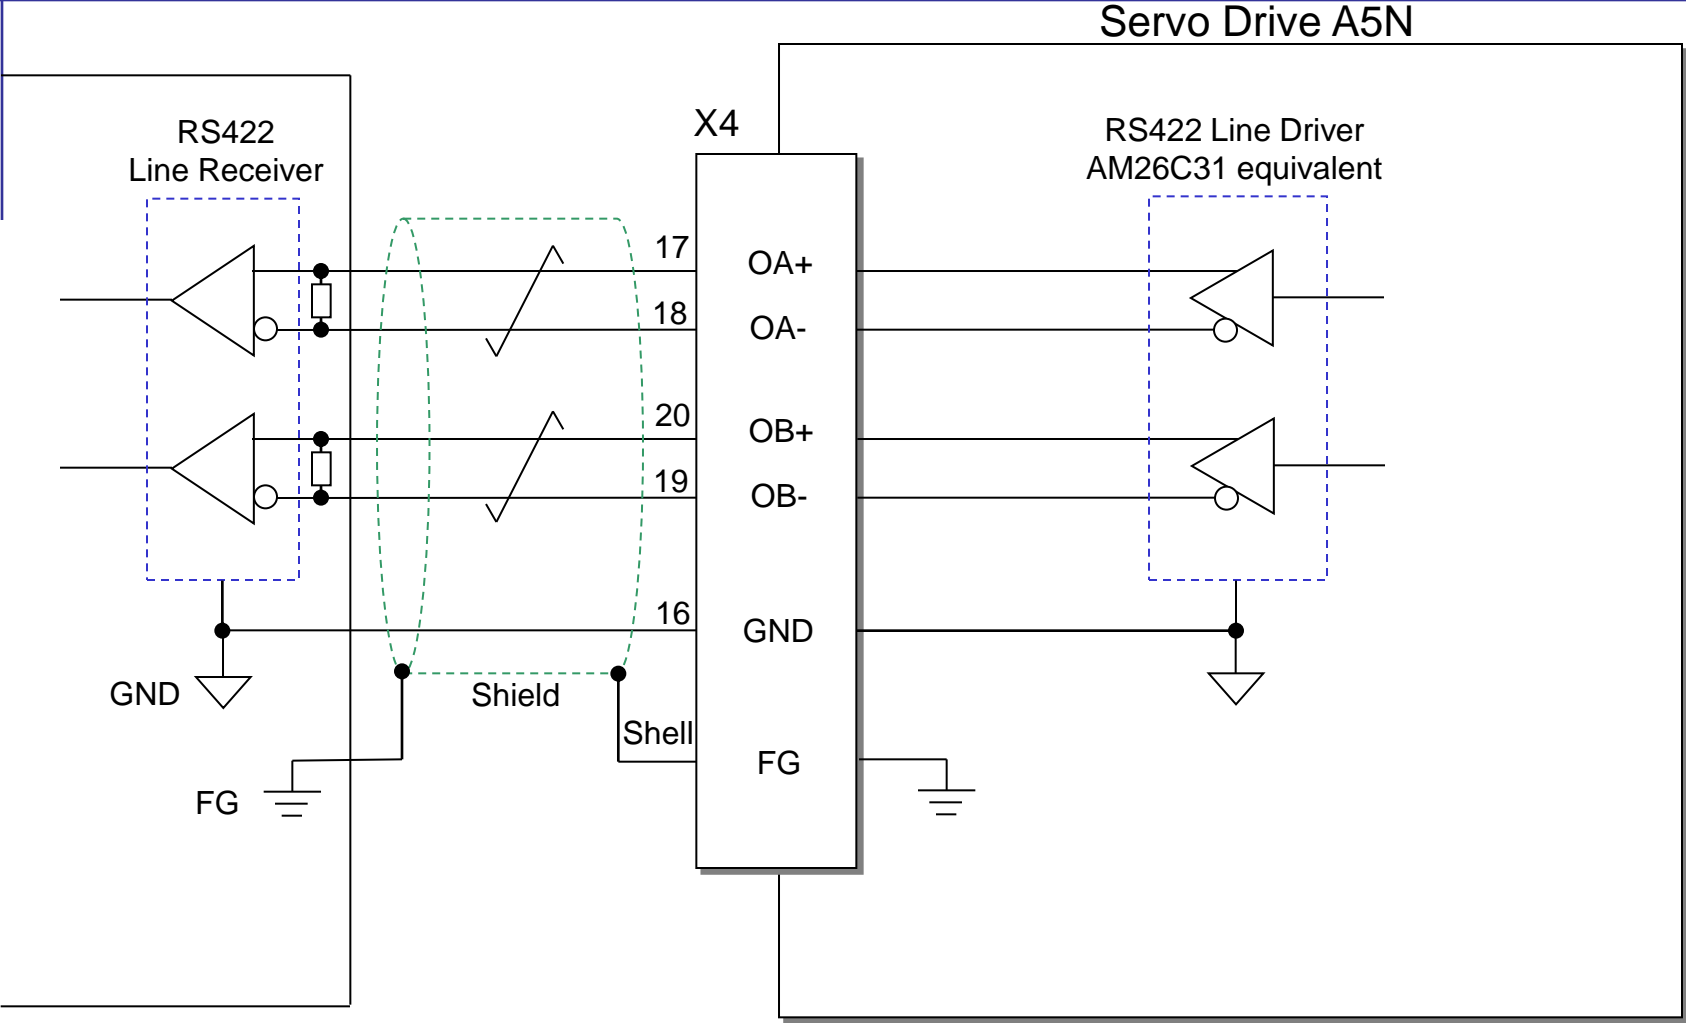 Servo Drive A5N
X4
RS422
Line Receiver
RS422 Line Driver
AM26C31 equivalent
17
OA+
18
OA-
20
OB+
19
OB-
16
GND
GND
Shield
Shell
FG
FG